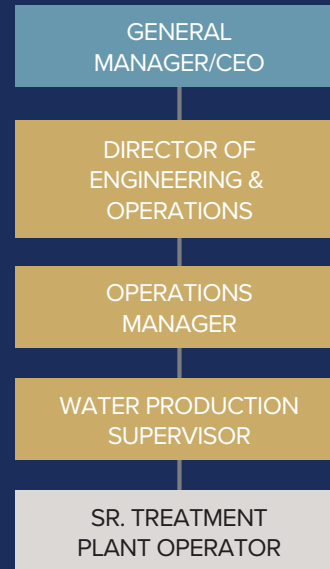 GENERAL
MANAGER/CEO
DIRECTOR OF
ENGINEERING &
OPERATIONS
OPERATIONS
MANAGER
WATER PRODUCTION
SUPERVISOR
SR. TREATMENT
PLANT OPERATOR